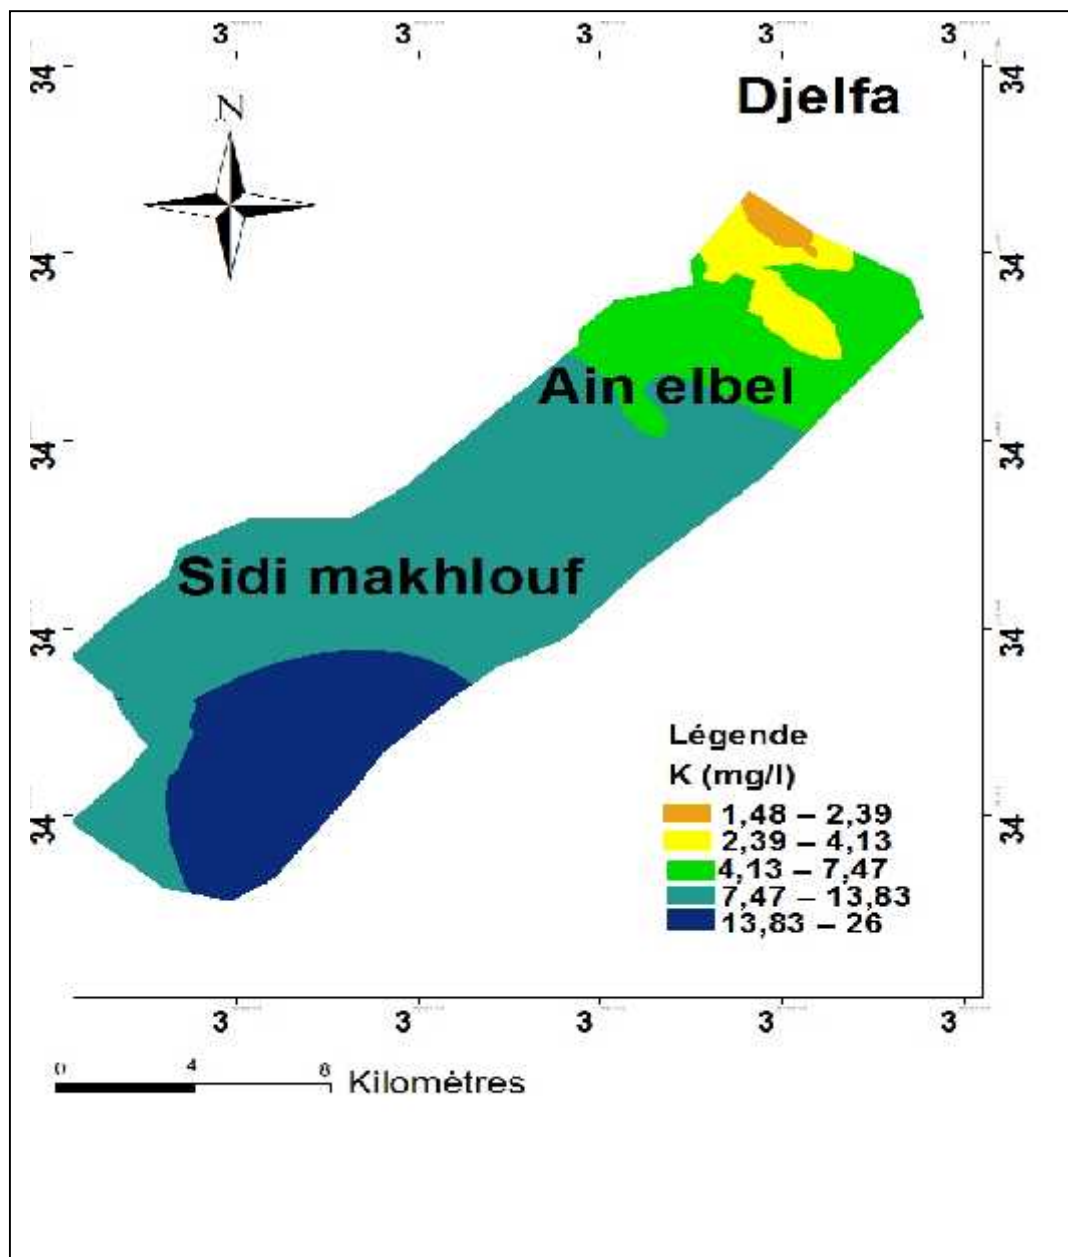 3 3 3 3 3
34 34
Djelfa
N
34 34
Ain elbel
34 34
Sidi makhlouf
34 34
Légende
K (mg/l)
1,48 – 2,39
2,39 – 4,13
4,13 – 7,47
7,47 – 13,83
13,83 – 26
34 34
3 3 3 3 3
0 4 8 Kilomètres